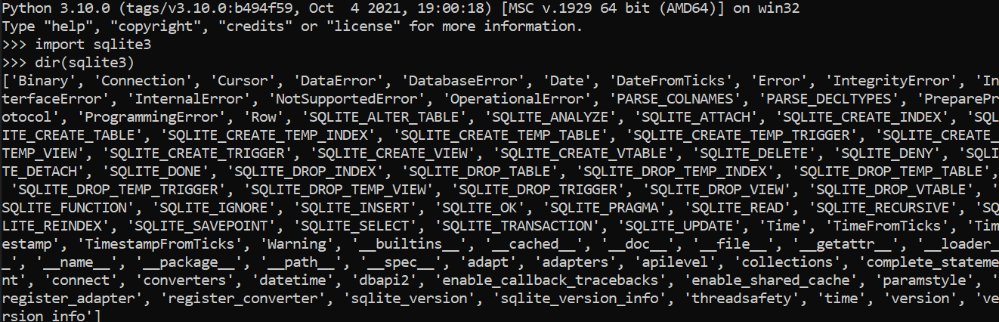 Python 3.10.0 (tags/v3.10.0:b494f59, Oct  4 2021, 19:00:18) [MSC v.1929 64 bit (AMD64)] on win32
Type "help", "copyright", "credits" or "license" for more information.
>>> import sqlite3
>>> dir(sqlite3)
['Binary', 'Connection', 'Cursor', 'DataError', 'DatabaseError', 'Date', 'DateFromTicks', 'Error', 'IntegrityError', 'In
terfaceError', 'InternalError', 'NotSupportedError', 'OperationalError', 'PARSE_COLNAMES', 'PARSE_DECLTYPES', 'PreparePr
otocol', 'ProgrammingError', 'Row', 'SQLITE_ALTER_TABLE', 'SQLITE_ANALYZE', 'SQLITE_ATTACH', 'SQLITE_CREATE_INDEX', 'SQL
ITE_CREATE_TABLE', 'SQLITE_CREATE_TEMP_INDEX', 'SQLITE_CREATE_TEMP_TABLE', 'SQLITE_CREATE_TEMP_TRIGGER', 'SQLITE_CREATE_
TEMP_VIEW', 'SQLITE_CREATE_TRIGGER', 'SQLITE_CREATE_VIEW', 'SQLITE_CREATE_VTABLE', 'SQLITE_DELETE', 'SQLITE_DENY', 'SQLI
TE_DETACH', 'SQLITE_DONE', 'SQLITE_DROP_INDEX', 'SQLITE_DROP_TABLE', 'SQLITE_DROP_TEMP_INDEX', 'SQLITE_DROP_TEMP_TABLE',
 'SQLITE_DROP_TEMP_TRIGGER', 'SQLITE_DROP_TEMP_VIEW', 'SQLITE_DROP_TRIGGER', 'SQLITE_DROP_VIEW', 'SQLITE_DROP_VTABLE', '
SQLITE_FUNCTION', 'SQLITE_IGNORE', 'SQLITE_INSERT', 'SQLITE_OK', 'SQLITE_PRAGMA', 'SQLITE_READ', 'SQLITE_RECURSIVE', 'SQ
LITE_REINDEX', 'SQLITE_SAVEPOINT', 'SQLITE_SELECT', 'SQLITE_TRANSACTION', 'SQLITE_UPDATE', 'Time', 'TimeFromTicks', 'Tim
estamp', 'TimestampFromTicks', 'Warning', '__builtins__', '__cached__', '__doc__', '__file__', '__getattr__', '__loader_
_', '__name__', '__package__', '__path__', '__spec__', 'adapt', 'adapters', 'apilevel', 'collections', 'complete_stateme
nt', 'connect', 'converters', 'datetime', 'dbapi2', 'enable_callback_tracebacks', 'enable_shared_cache', 'paramstyle', '
register_adapter', 'register_converter', 'sqlite_version', 'sqlite_version_info', 'threadsafety', 'time', 'version', 've
rsion_info']